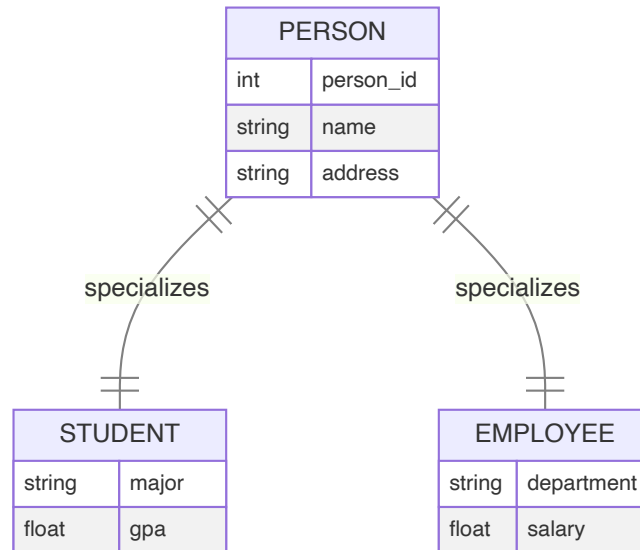 PERSON
int person_id
string name
string address
specializes specializes
STUDENT EMPLOYEE
string major string department
float gpa float salary